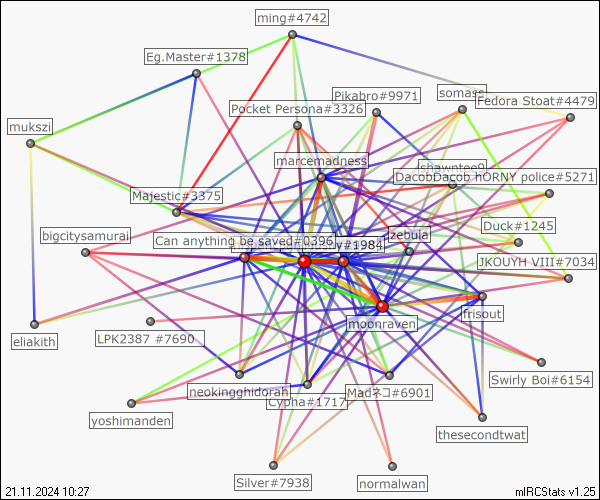 ming#4742
Eg.Master#1378
Pikabro#9971
somass
Fedora Stoat#4479
Pocket Persona#3326
mukszi
marcemadness
shawntee9
DacobDacob HORNY police#5271
Majestic#3375
bigcitysamurai
Duck#1245
zebula
Can anything be saved#0396
#1984
JKOUYH VIII#7034
moonraven
frisout
eliakith
LPK2387 #7690
Swirly Boi#6154
neokingghidorah
Madネコ#6901
Cypha#1717
yoshimanden
thesecondtwat
Silver#7938
normalwan
21.11.2024 10:27
mIRCStats v1.25